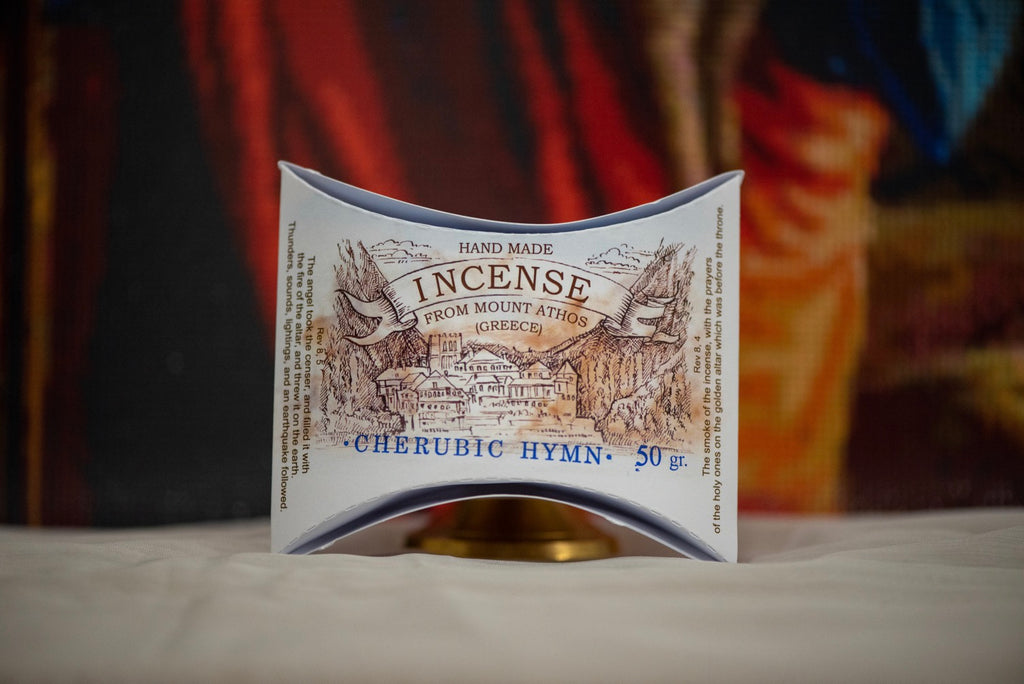 HAND MADE
INCENSE
FROM MOUNT ATHOS
(GREECE)
·CHERUBIC HYMN· 50 gr.
The angel took the censer, and filled it with
the fire of the altar, and threw it on the earth.
Thunders, sounds, lightings, and an earthquake followed.
Rev 8, 5
Rev 8, 4
The smoke of the incense, with the prayers
of the holy ones on the golden altar which was before the throne.